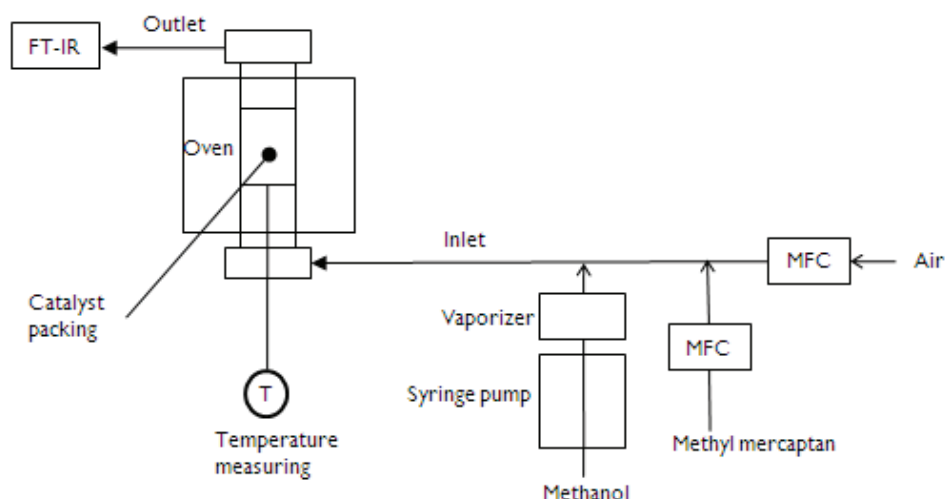 Outlet
FT-IR
Oven
Inlet
MFC
Air
Catalyst
packing
Vaporizer
MFC
Syringe pump
T
Temperature
measuring
Methyl mercaptan
Methanol